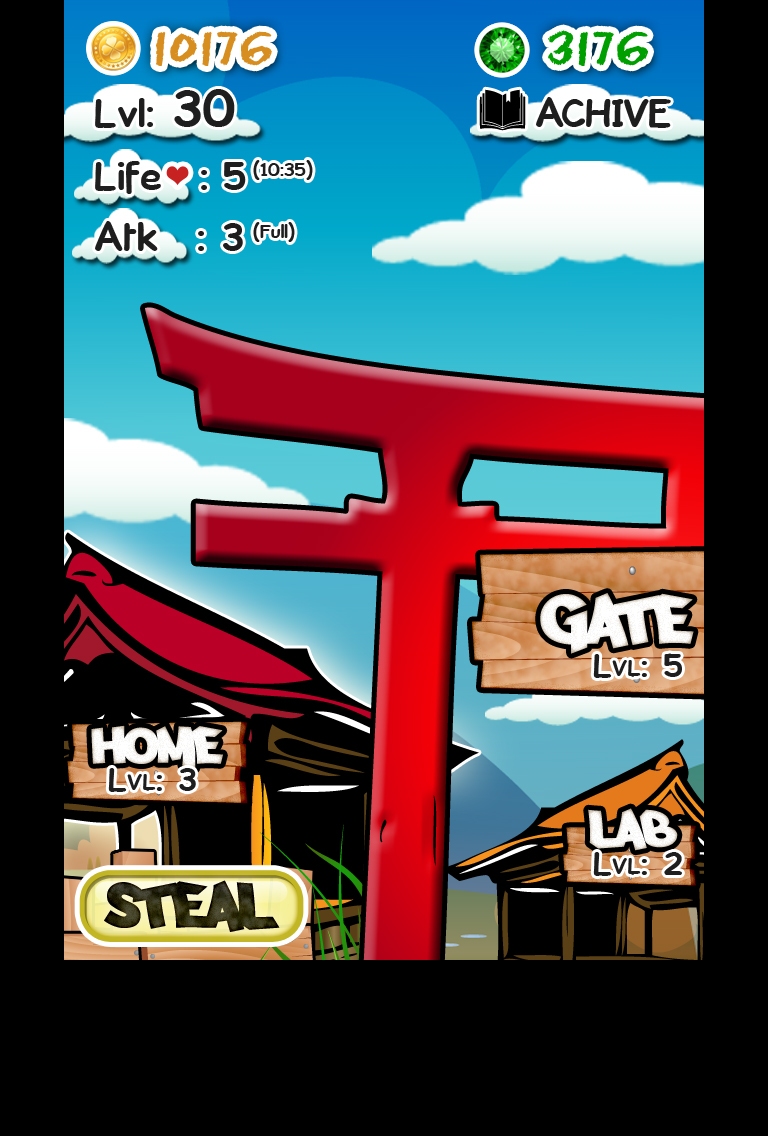 10176 3176
Lvl: 30 ACHIVE
Life : 5 (10:35)
Atk : 3 (Full)
GATE
LVL: 5
HOME
LVL: 3
LAB
LVL: 2
STEAL